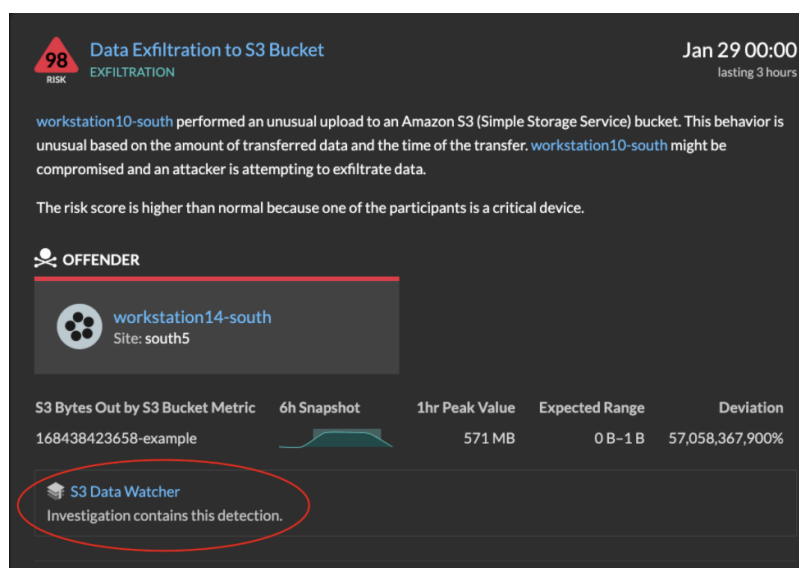 98
RISK
Data Exfiltration to S3 Bucket
EXFILTRATION
Jan 29 00:00
lasting 3 hours
workstation10-south performed an unusual upload to an Amazon S3 (Simple Storage Service) bucket. This behavior is
unusual based on the amount of transferred data and the time of the transfer. workstation10-south might be
compromised and an attacker is attempting to exfiltrate data.
The risk score is higher than normal because one of the participants is a critical device.
OFFENDER
workstation14-south
Site: south5
S3 Bytes Out by S3 Bucket Metric 6h Snapshot 1hr Peak Value Expected Range Deviation
168438423658-example 571 MB 0 B–1 B 57,058,367,900%
S3 Data Watcher
Investigation contains this detection.